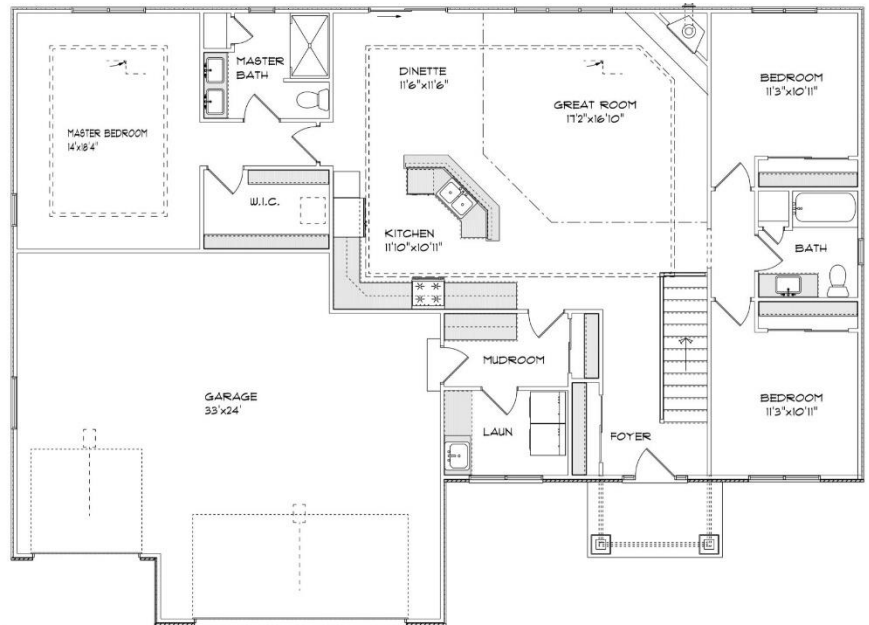 MASTER
BATH
DINETTE
11'6"x11'6"
BEDROOM
11'3"x10'11"
GREAT ROOM
17'2"x16'10"
MASTER BEDROOM
14'x18'4"
W.I.C.
KITCHEN
11'10"x10'11"
BATH
MUDROOM
GARAGE
33'x24'
BEDROOM
11'3"x10'11"
LAUN
FOYER